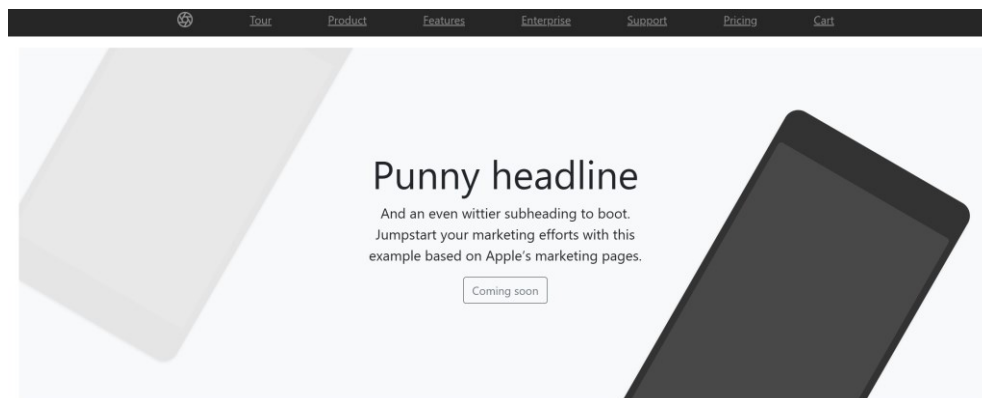 Tour Product Features Enterprise Support Pricing Cart
Punny headline
And an even wittier subheading to boot.
Jumpstart your marketing efforts with this
example based on Apple's marketing pages.
Coming soon